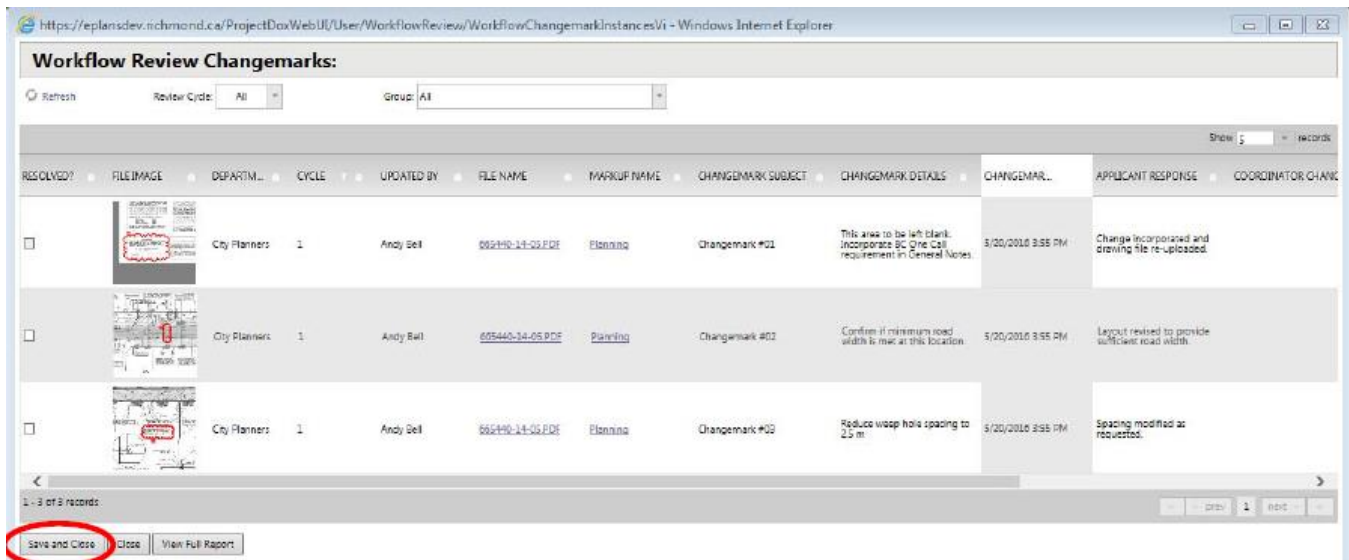 https://eplansdev.richmond.ca/ProjectDoxWebUI/User/WorkflowReview/WorkflowChangemarkInstancesVi - Windows Internet Explorer
Workflow Review Changemarks:
Refresh Review Cycle: All Group: All
Show 5 records
RESOLVED? FILE IMAGE DEPARTM... CYCLE UPDATED BY FILE NAME MARKUP NAME CHANGEMARK SUBJECT CHANGEMARK DETAILS CHANGEMAR... APPLICANT RESPONSE COORDINATOR CHANG
City Planners 1 Andy Bell 665440-14-05.PDF Planning Changemark #01 5/20/2016 3:55 PM
This area to be left blank.
Incorporate BC One Call
requirement in General Notes.
Change incorporated and
drawing file re-uploaded.
City Planners 1 Andy Bell 665440-14-05.PDF Planning Changemark #02 5/20/2016 3:55 PM
Confirm if minimum road
width is met at this location.
Layout revised to provide
sufficient road width.
City Planners 1 Andy Bell 665440-14-05.PDF Planning Changemark #03 5/20/2016 3:55 PM
Reduce weep hole spacing to
2.5 m
Spacing modified as
requested.
1 - 3 of 3 records
prev 1 next
Save and Close Close View Full Report